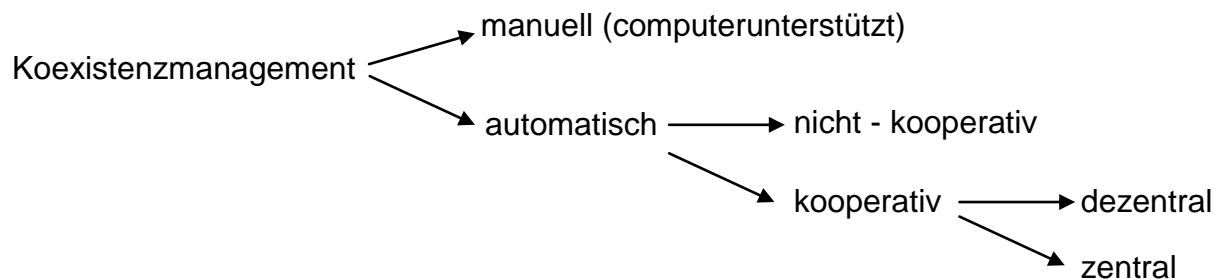 manuell (computerunterstützt)
Koexistenzmanagement
automatisch nicht - kooperativ
kooperativ dezentral
zentral